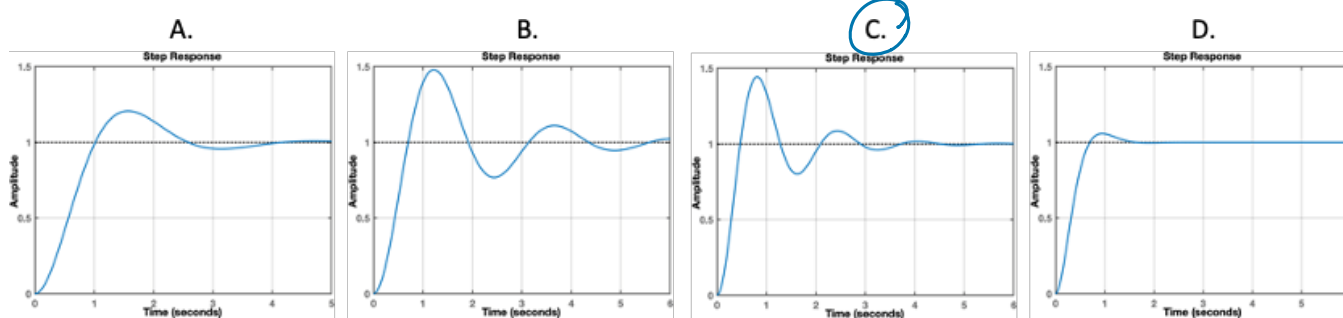 A.
B.
C.
D.
Step Response
Step Response
Step Response
Step Response
1.5
1
0.5
0
Amplitude
0 1 2 3 4 5
Time (seconds)
1.5
1
0.5
0
Amplitude
0 1 2 3 4 5 6
Time (seconds)
1.5
1
0.5
0
Amplitude
0 1 2 3 4 5 6
Time (seconds)
1.5
1
0.5
0
Amplitude
0 1 2 3 4 5
Time (seconds)